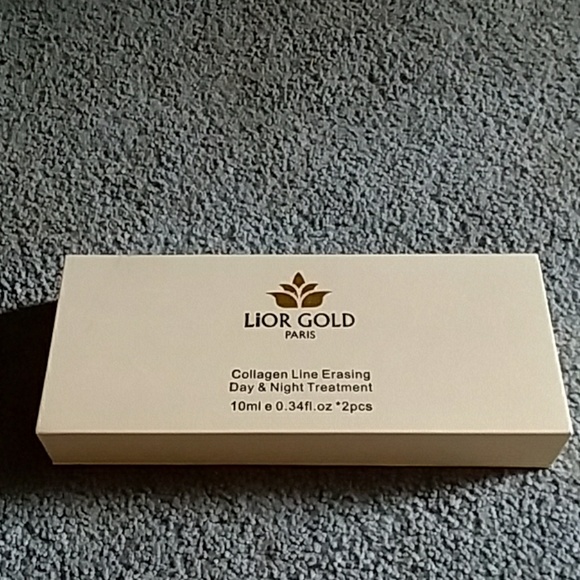 LiOR GOLD
PARIS
Collagen Line Erasing
Day & Night Treatment
10ml e 0.34fl.oz *2pcs